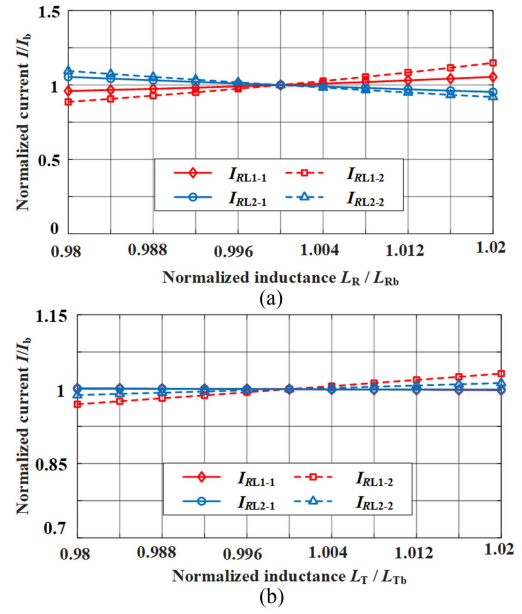 (a)
1.5
1
0.5
0
Normalized current I/I_b
I_RL1-1
I_RL1-2
I_RL2-1
I_RL2-2
0.98
0.988
0.996
1.004
1.012
1.02
Normalized inductance L_R / L_Rb
(a)
1.15
1
0.85
0.7
Normalized current I/I_b
I_RL1-1
I_RL1-2
I_RL2-1
I_RL2-2
0.98
0.988
0.996
1.004
1.012
1.02
Normalized inductance L_T / L_Tb
(b)